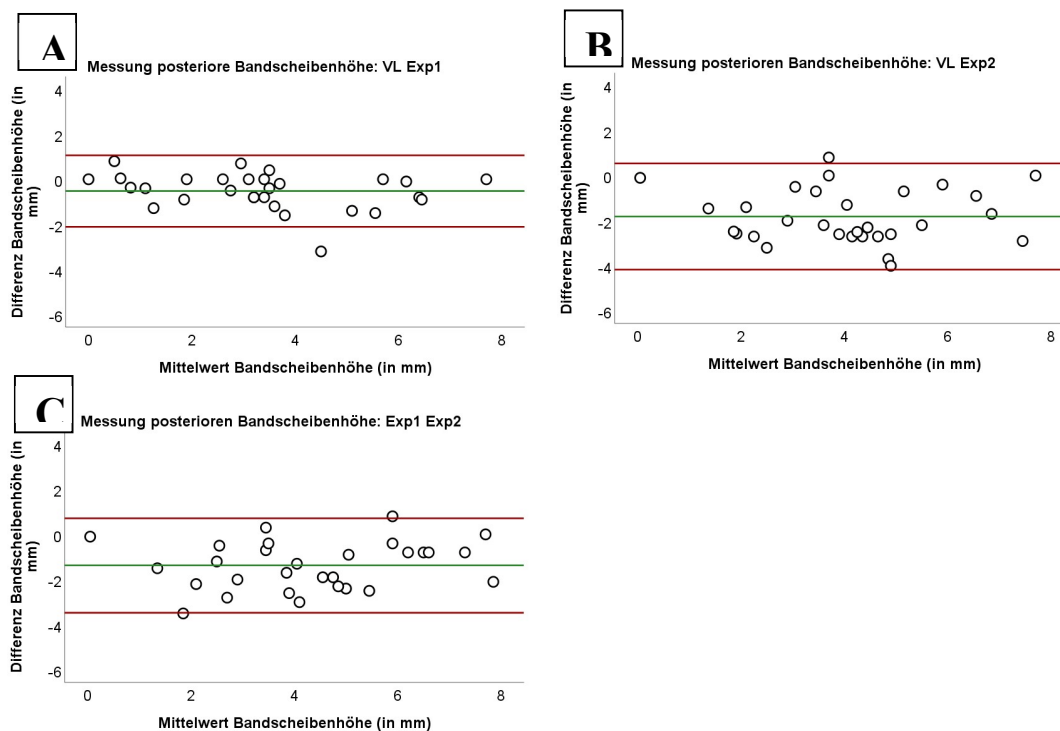 A
Messung posteriore Bandscheibenhöhe: VL Exp1
Differenz Bandscheibenhöhe (in
mm)
4
2
0
-2
-4
-6
0 2 4 6 8
Mittelwert Bandscheibenhöhe (in mm)
B
Messung posterioren Bandscheibenhöhe: VL Exp2
Differenz Bandscheibenhöhe (in
mm)
4
2
0
-2
-4
-6
0 2 4 6 8
Mittelwert Bandscheibenhöhe (in mm)
C
Messung posterioren Bandscheibenhöhe: Exp1 Exp2
Differenz Bandscheibenhöhe (in
mm)
4
2
0
-2
-4
-6
0 2 4 6 8
Mittelwert Bandscheibenhöhe (in mm)